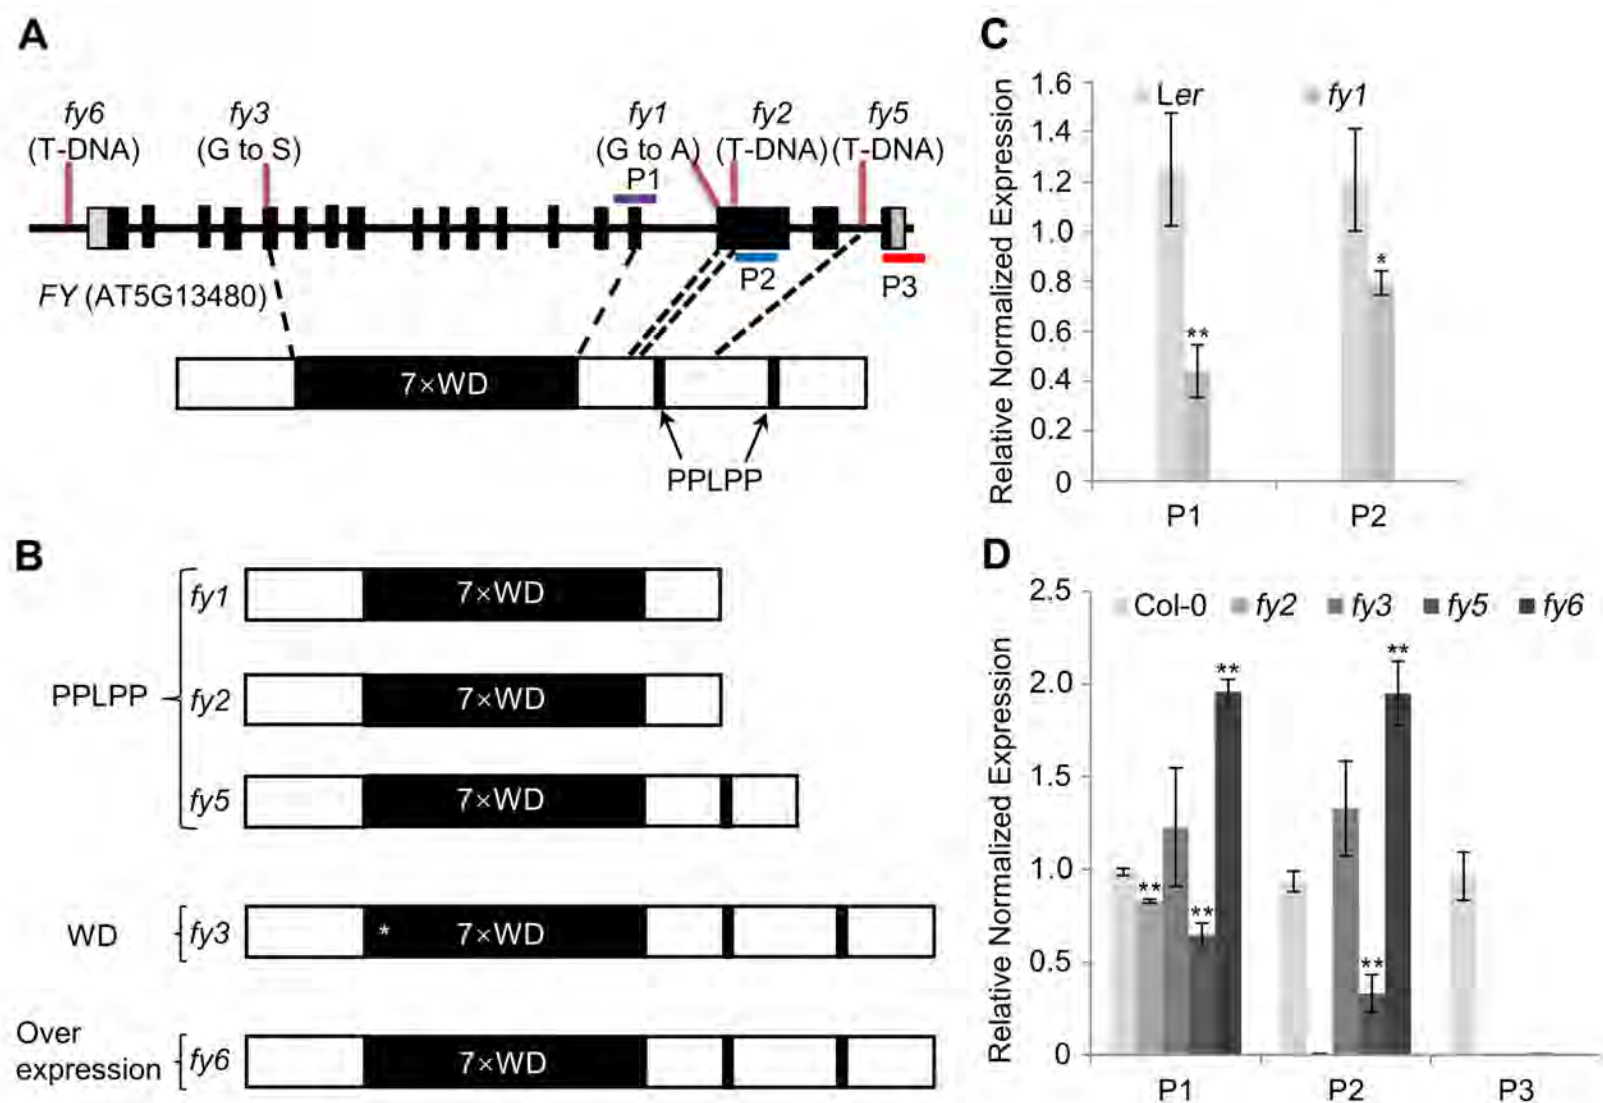 A
fy6
(T-DNA)
fy3
(G to S)
fy1
(G to A)
fy2
(T-DNA)
fy5
(T-DNA)
P1
P2
P3
FY (AT5G13480)
7×WD
PPLPP
B
PPLPP
fy1
7×WD
fy2
7×WD
fy5
7×WD
WD
fy3
*
7×WD
Over
expression
fy6
7×WD
C
Relative Normalized Expression
1.6
1.4
1.2
1.0
0.8
0.6
0.4
0.2
0
Ler
fy1
**
*
P1
P2
D
Relative Normalized Expression
2.5
2.0
1.5
1.0
0.5
0
Col-0
fy2
fy3
fy5
fy6
**
**
**
**
**
P1
P2
P3